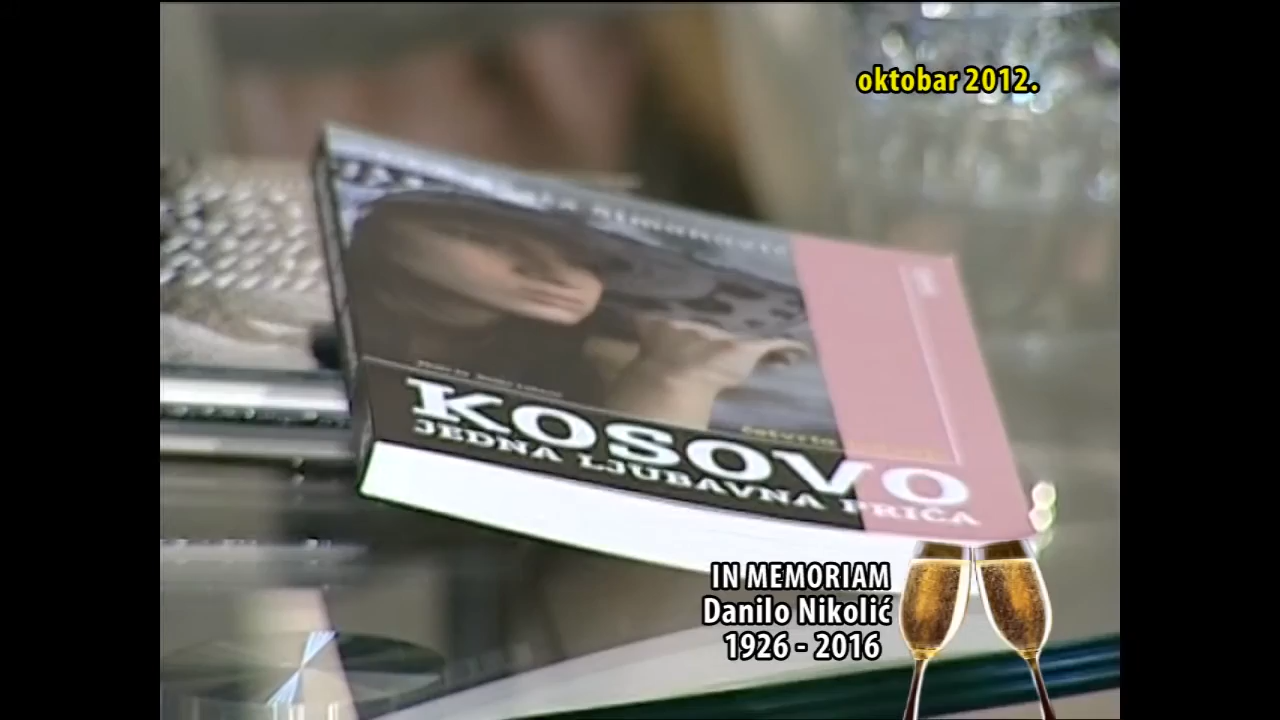 oktobar 2012.
KOSOVO
JEDNA LJUBAVNA PRIČA
IN MEMORIAM
Danilo Nikolić
1926 - 2016